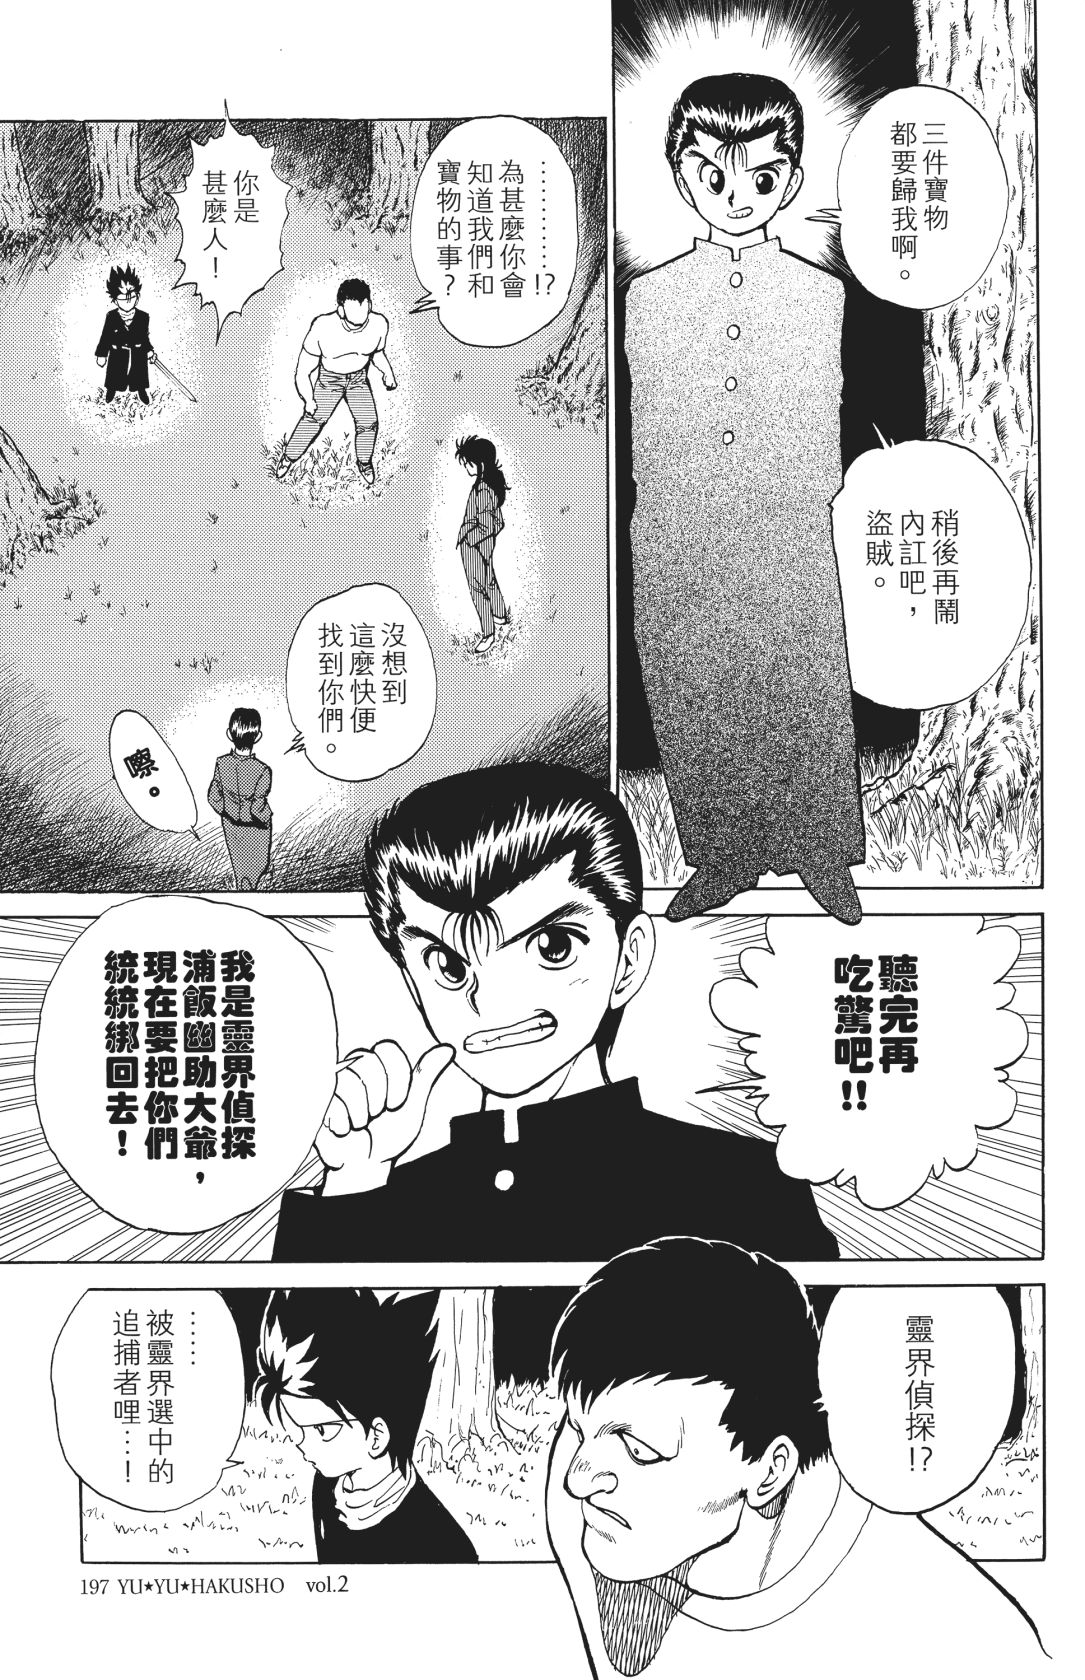 三件寶物
都要歸我啊。
稍後再鬧
內訌吧，
盜賊。
…………!?
為甚麼你會
知道我們和
寶物的事？
你是
甚麼人！
沒想到
這麼快便
找到你們。
嚓。
聽完再
吃驚吧!!
我是靈界偵探
浦飯幽助大爺，
現在要把你們
統統綁回去！
靈界偵探!?
……
被靈界選中的
追捕者哩…！
197 YU★YU★HAKUSHO vol.2